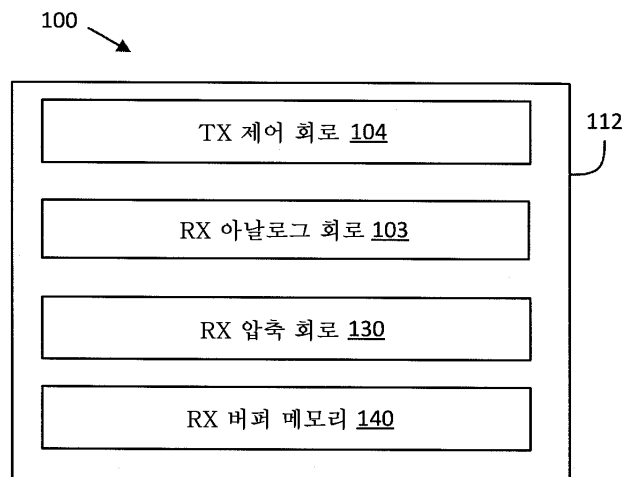 100
112
TX 제어 회로 104
RX 아날로그 회로 103
RX 압축 회로 130
RX 버퍼 메모리 140